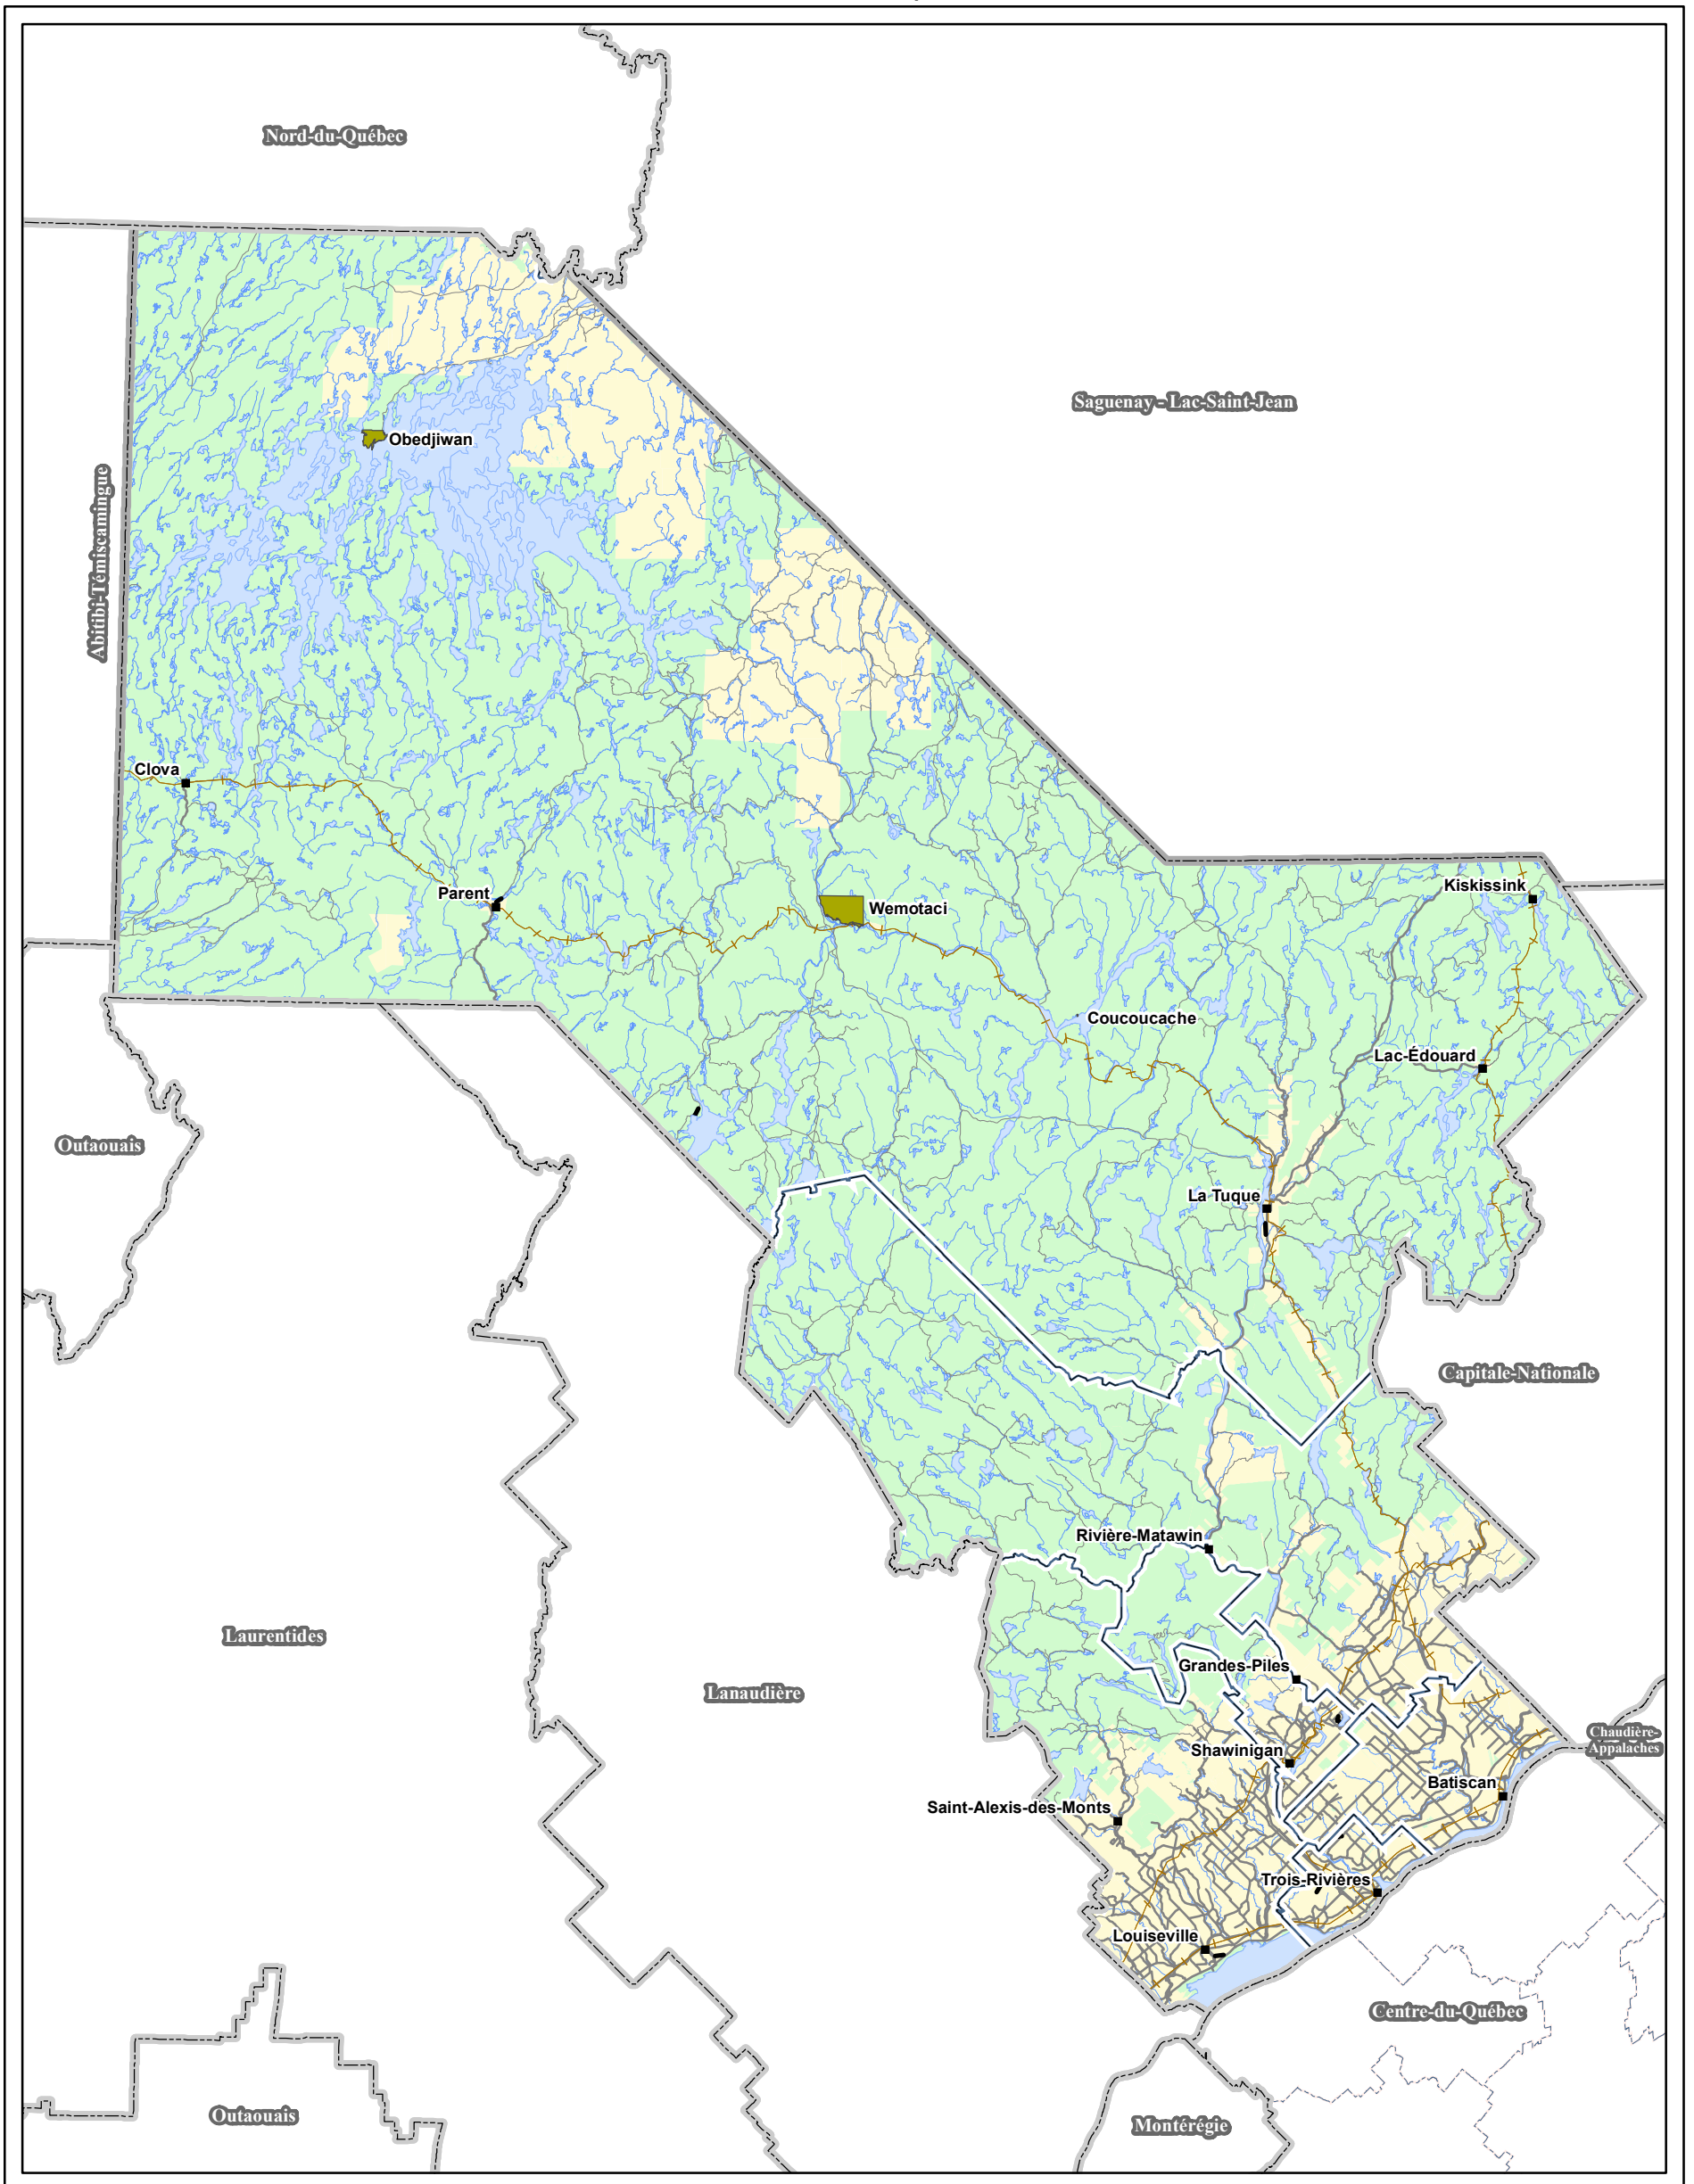 Nord-du-Québec
Saguenay - Lac-Saint-Jean
Obedjiwan
Abitibi-Témiscamingue
Clova
Parent
Wemotaci
Kiskissink
Coucoucache
Lac-Édouard
Outaouais
La Tuque
Capitale-Nationale
Rivière-Matawin
Laurentides
Lanaudière
Grandes-Piles
Chaudière-
Appalaches
Shawinigan
Batiscan
Saint-Alexis-des-Monts
Trois-Rivières
Louiseville
Centre-du-Québec
Outaouais
Montérégie